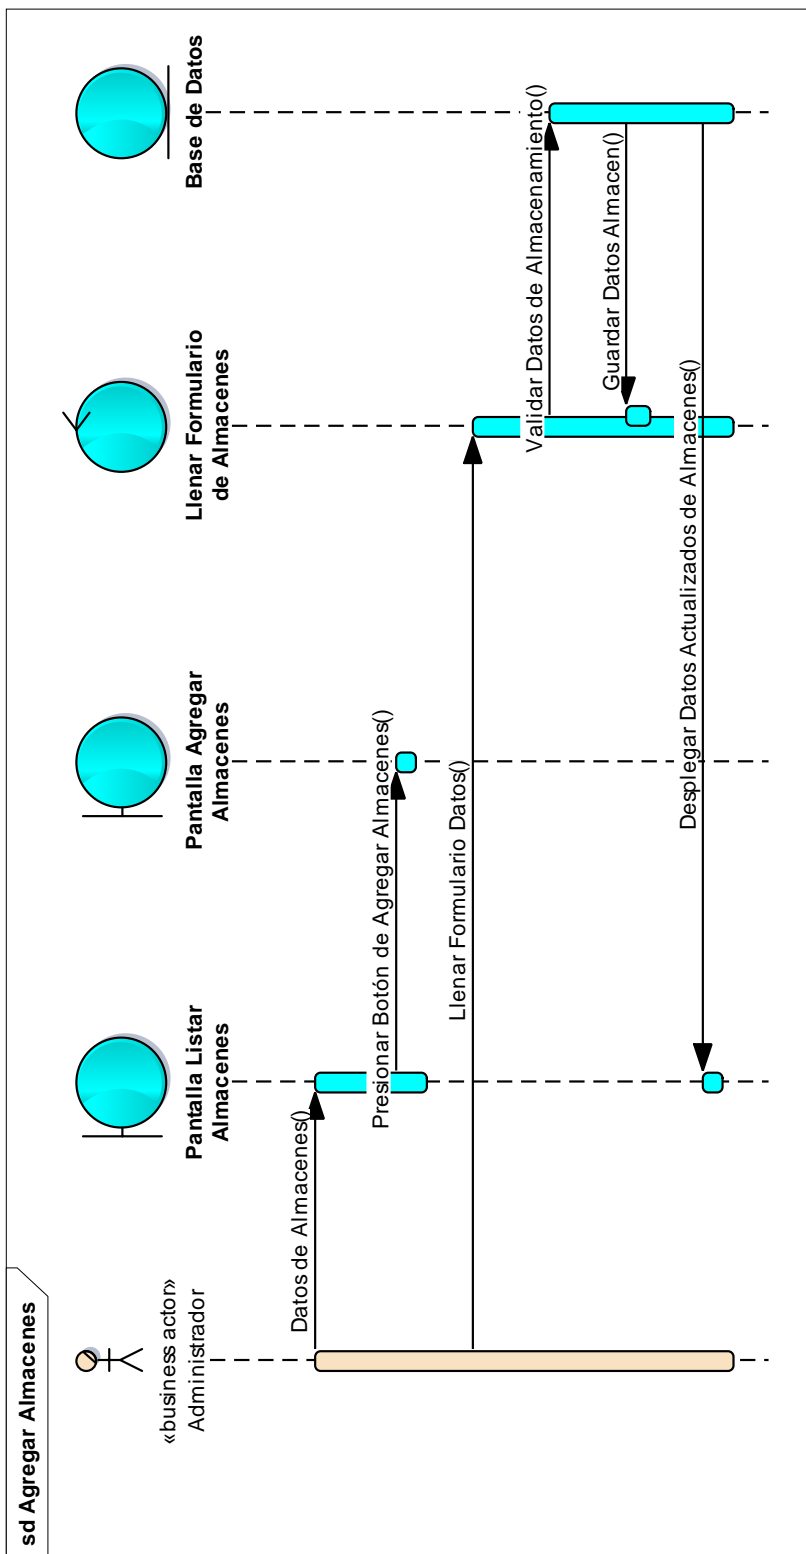 sd Agregar Almacenes
«business actor»
Administrador
Pantalla Listar
Almacenes
Pantalla Agregar
Almacenes
Llenar Formulario
de Almacenes
Base de Datos
Datos de Almacenes()
Presionar Botón de Agregar Almacenes()
Llenar Formulario Datos()
Validar Datos de Almacenamiento()
Guardar Datos Almacen()
Desplegar Datos Actualizados de Almacenes()